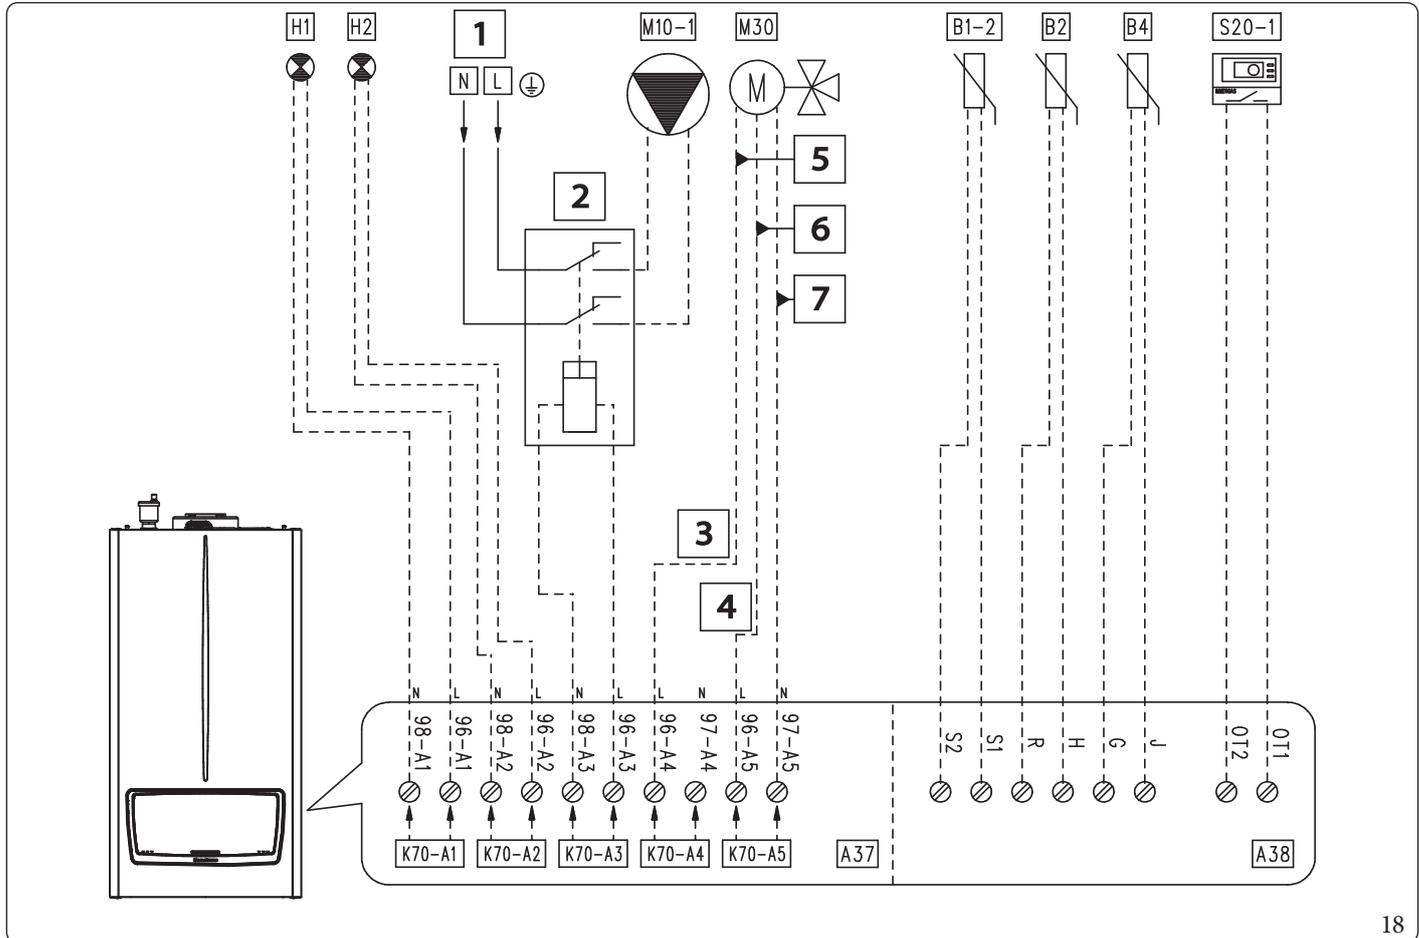 H1 H2 1 M10-1 M30 B1-2 B2 B4 S20-1
N L
M
5
2
6
7
3
4
N L N L N L L N L N
98-A1 96-A1 98-A2 96-A2 98-A3 96-A3 96-A4 97-A4 96-A5 97-A5
S2 S1 R H G J OT2 OT1
K70-A1 K70-A2 K70-A3 K70-A4 K70-A5 A37 A38
18